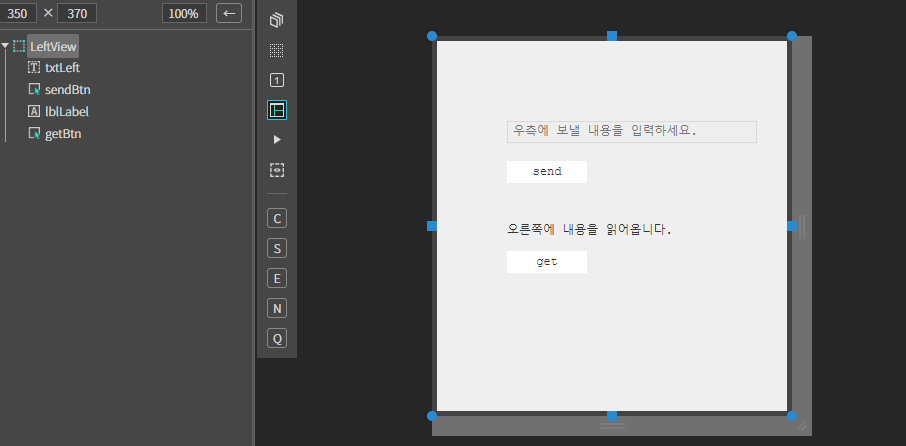 350 × 370 100% ←
LeftView
T txtLeft
sendBtn
A lblLabel
getBtn
1
C
S
E
N
Q
우측에 보낼 내용을 입력하세요.
send
오른쪽에 내용을 읽어옵니다.
get